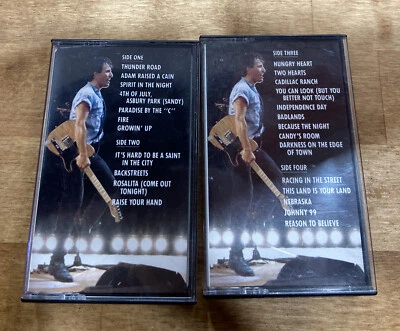 SIDE ONE
THUNDER ROAD
ADAM RAISED A CAIN
SPIRIT IN THE NIGHT
4TH OF JULY,
ASBURY PARK (SANDY)
PARADISE BY THE "C"
FIRE
GROWIN' UP
SIDE TWO
IT'S HARD TO BE A SAINT
IN THE CITY
BACKSTREETS
ROSALITA (COME OUT
TONIGHT)
RAISE YOUR HAND
SIDE THREE
HUNGRY HEART
TWO HEARTS
CADILLAC RANCH
YOU CAN LOOK (BUT YOU
BETTER NOT TOUCH)
INDEPENDENCE DAY
BADLANDS
BECAUSE THE NIGHT
CANDY'S ROOM
DARKNESS ON THE EDGE
OF TOWN
SIDE FOUR
RACING IN THE STREET
THIS LAND IS YOUR LAND
NEBRASKA
JOHNNY 99
REASON TO BELIEVE